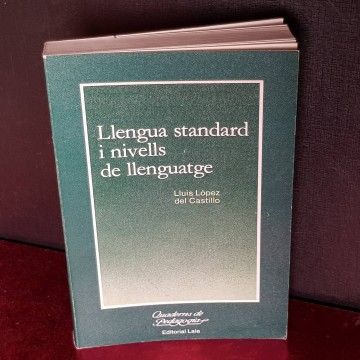 Llengua standard
i nivells
de llenguatge
Lluís López
del Castillo
Quaderns de
Pedagogia
Editorial Laia